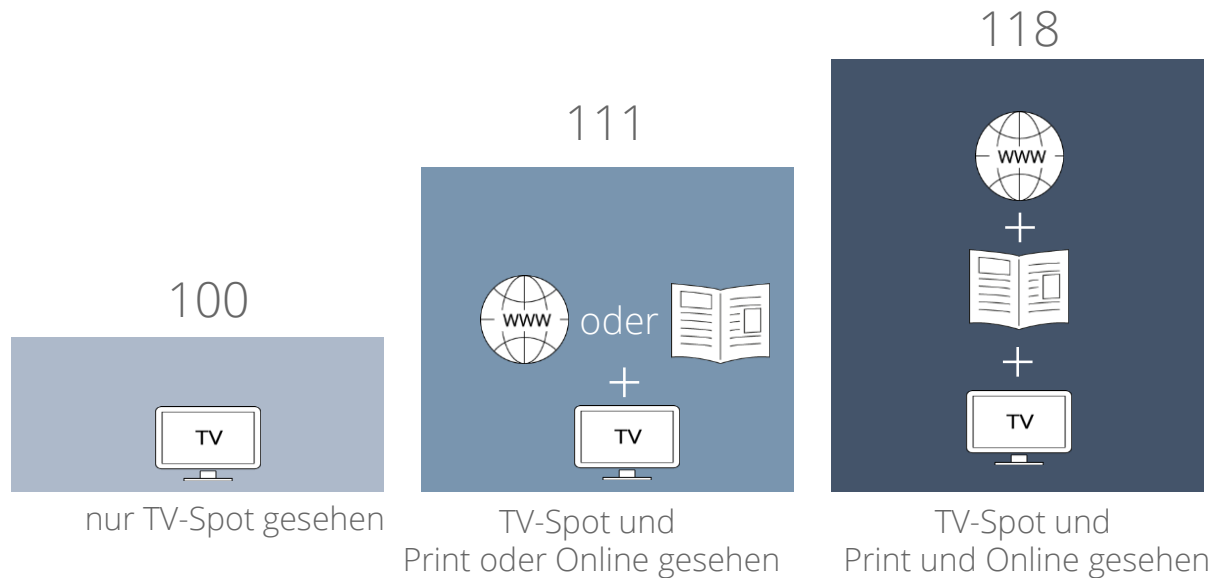 118
111
100
www
+
www oder
+
+
TV
TV
TV
nur TV-Spot gesehen
TV-Spot und
Print oder Online gesehen
TV-Spot und
Print und Online gesehen